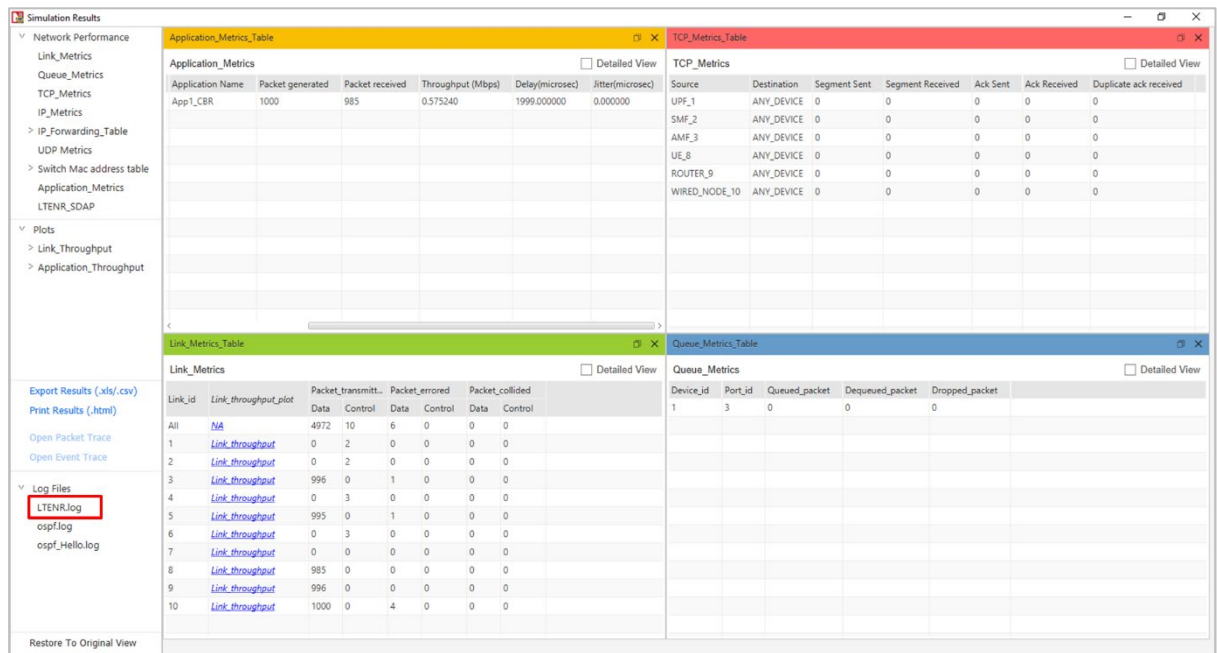 Simulation Results
Network Performance
Link_Metrics
Queue_Metrics
TCP_Metrics
IP_Metrics
> IP_Forwarding_Table
UDP Metrics
> Switch Mac address table
Application_Metrics
LTENR_SDAP
Plots
> Link_Throughput
> Application_Throughput
Export Results (.xls/.csv)
Print Results (.html)
Open Packet Trace
Open Event Trace
Log Files
LTENR.log
ospf.log
ospf_Hello.log
Restore To Original View
Application_Metrics_Table
Application_Metrics Detailed View
Application Name Packet generated Packet received Throughput (Mbps) Delay(microsec) Jitter(microsec)
App1_CBR 1000 985 0.575240 1999.000000 0.000000
TCP_Metrics_Table
TCP_Metrics Detailed View
Source Destination Segment Sent Segment Received Ack Sent Ack Received Duplicate ack received
UPF_1 ANY_DEVICE 0 0 0 0 0
SMF_2 ANY_DEVICE 0 0 0 0 0
AMF_3 ANY_DEVICE 0 0 0 0 0
UE_8 ANY_DEVICE 0 0 0 0 0
ROUTER_9 ANY_DEVICE 0 0 0 0 0
WIRED_NODE_10 ANY_DEVICE 0 0 0 0 0
Link_Metrics_Table
Link_Metrics Detailed View
Link_id Link_throughput_plot Packet_transmitt... Packet_errored Packet_collided
Data Control Data Control Data Control
All NA 4972 10 6 0 0 0
1 Link_throughput 0 2 0 0 0 0
2 Link_throughput 0 2 0 0 0 0
3 Link_throughput 996 0 1 0 0 0
4 Link_throughput 0 3 0 0 0 0
5 Link_throughput 995 0 1 0 0 0
6 Link_throughput 0 3 0 0 0 0
7 Link_throughput 0 0 0 0 0 0
8 Link_throughput 985 0 0 0 0 0
9 Link_throughput 996 0 0 0 0 0
10 Link_throughput 1000 0 4 0 0 0
Queue_Metrics_Table
Queue_Metrics Detailed View
Device_id Port_id Queued_packet Dequeued_packet Dropped_packet
1 3 0 0 0